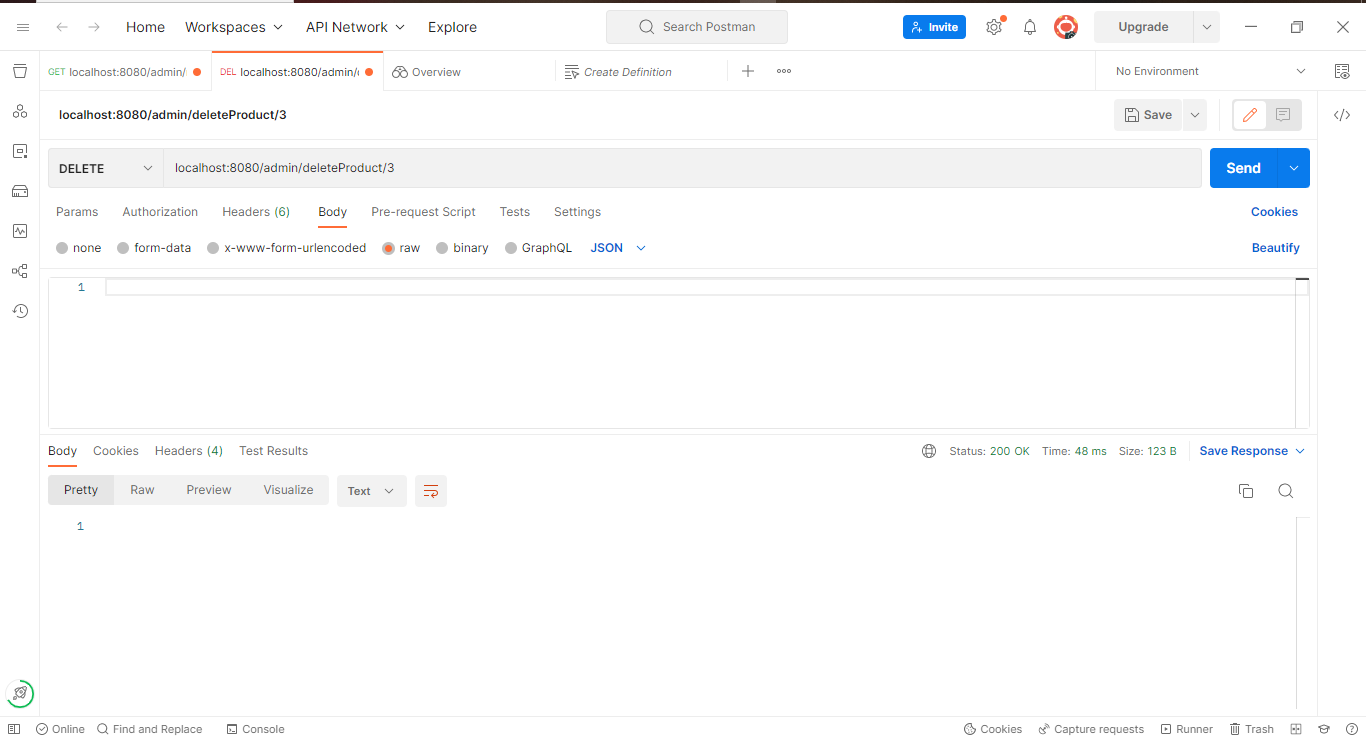 Home Workspaces API Network Explore Search Postman Invite Upgrade
GET localhost:8080/admin/ DEL localhost:8080/admin/ Overview Create Definition No Environment
localhost:8080/admin/deleteProduct/3 Save
DELETE localhost:8080/admin/deleteProduct/3 Send
Params Authorization Headers (6) Body Pre-request Script Tests Settings Cookies
none form-data x-www-form-urlencoded raw binary GraphQL JSON Beautify
1
Body Cookies Headers (4) Test Results Status: 200 OK Time: 48 ms Size: 123 B Save Response
Pretty Raw Preview Visualize Text
1
Online Find and Replace Console Cookies Capture requests Runner Trash